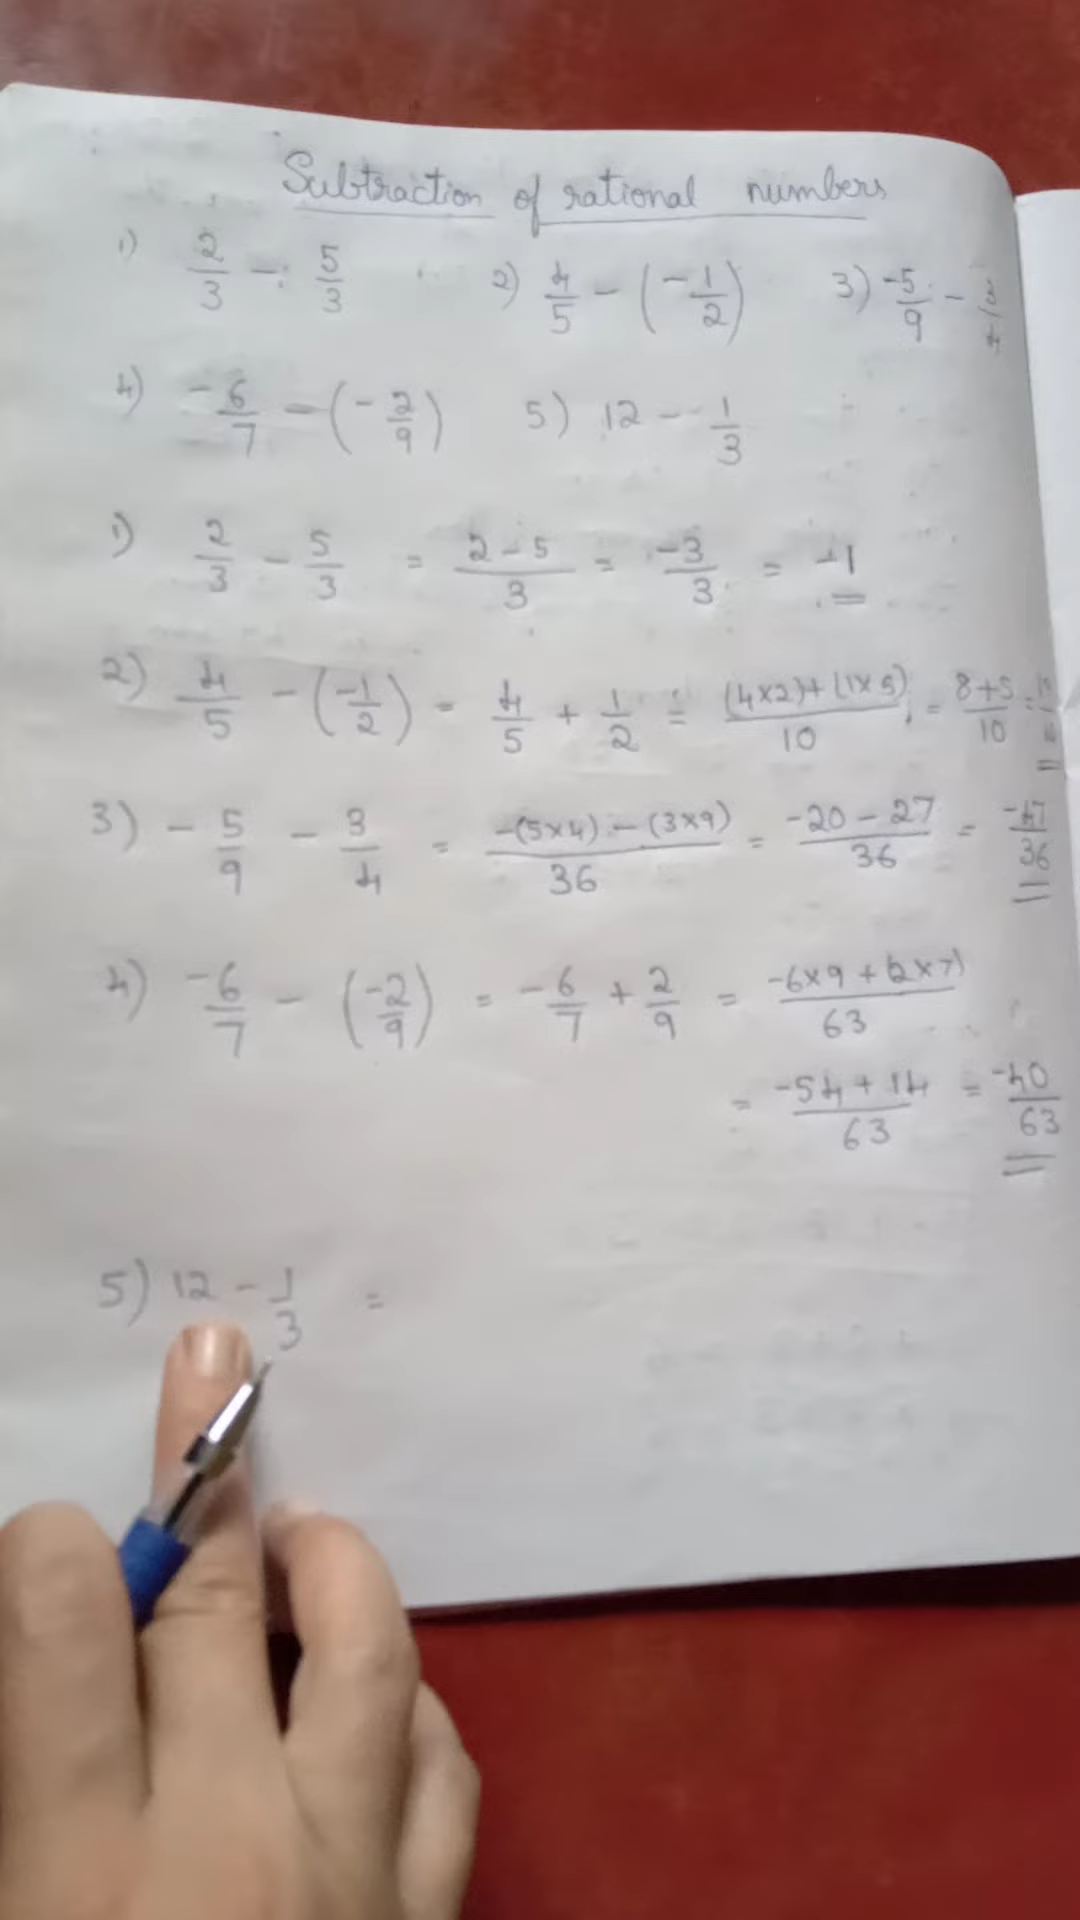 Subtraction of rational numbers
1) 2/3 - 5/3 2) 4/5 - (-1/2) 3) -5/9 - 3/4
4) -6/7 - (-2/9) 5) 12 - 1/3
1) 2/3 - 5/3 = 2-5/3 = -3/3 = -1
2) 4/5 - (-1/2) = 4/5 + 1/2 = (4×2)+(1×5)/10 = 8+5/10 =
3) -5/9 - 3/4 = -(5×4)-(3×9)/36 = -20-27/36 = -47/36
4) -6/7 - (-2/9) = -6/7 + 2/9 = -6×9+(2×7)/63
= -54+14/63 = -40/63
5) 12 - 1/3 =